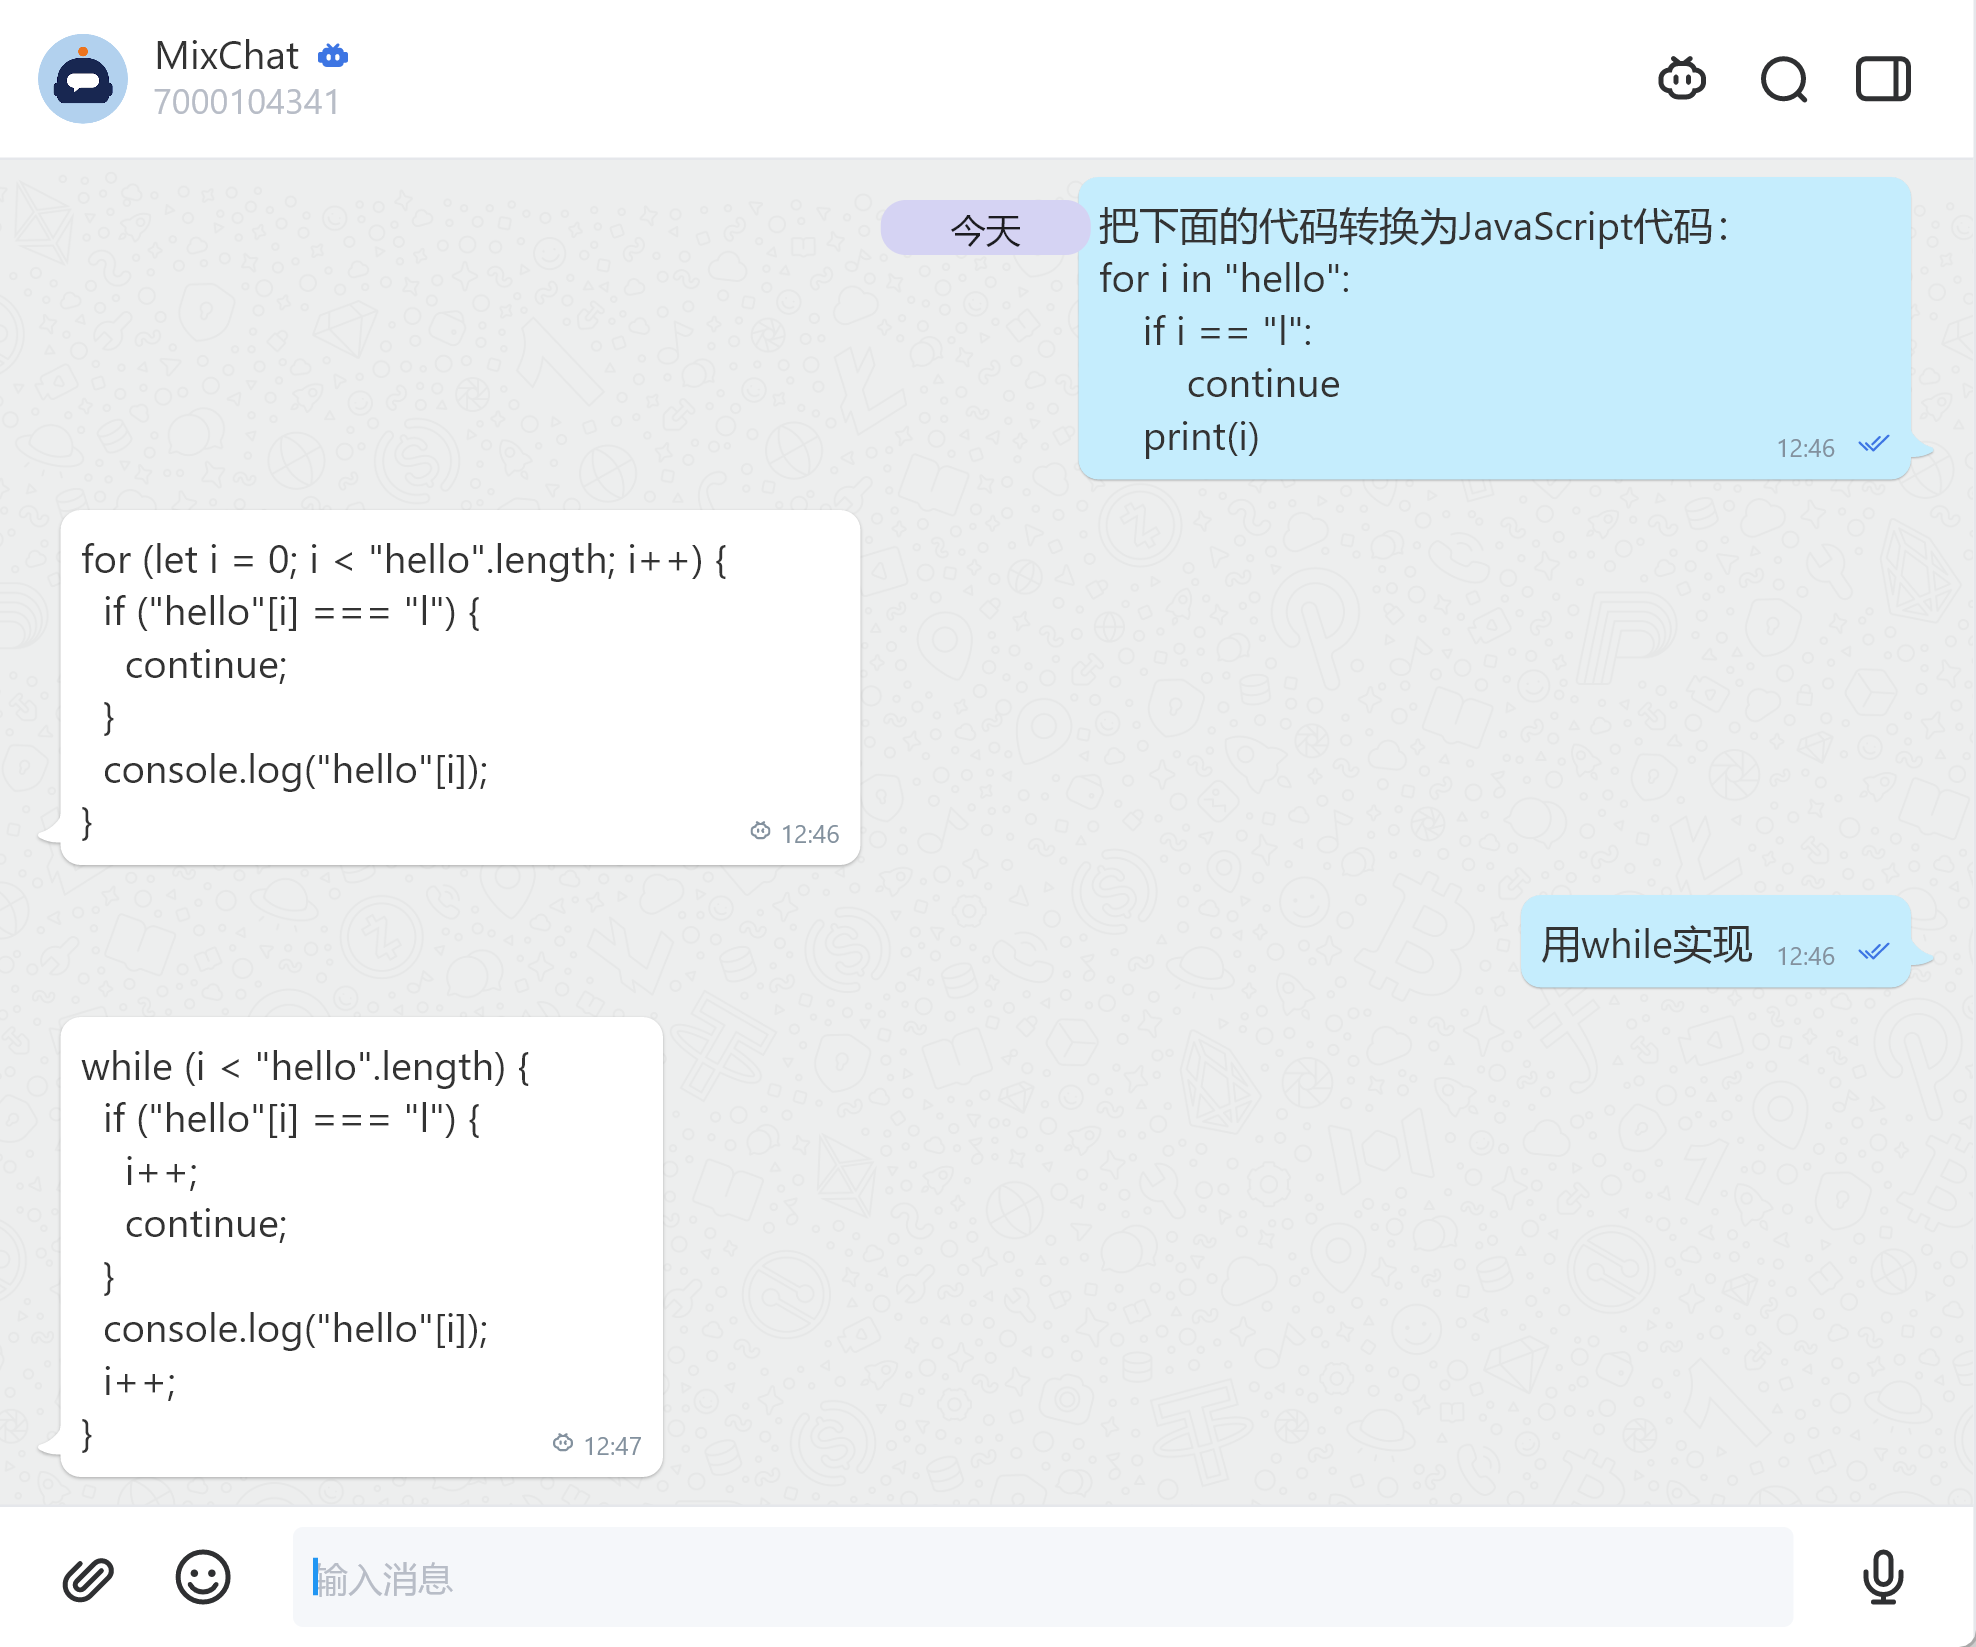 MixChat
7000104341
今天
把下面的代码转换为JavaScript代码：
for i in "hello":
    if i == "l":
        continue
    print(i)
12:46
for (let i = 0; i < "hello".length; i++) {
  if ("hello"[i] === "l") {
    continue;
  }
  console.log("hello"[i]);
}
12:46
用while实现
12:46
while (i < "hello".length) {
  if ("hello"[i] === "l") {
    i++;
    continue;
  }
  console.log("hello"[i]);
  i++;
}
12:47
输入消息